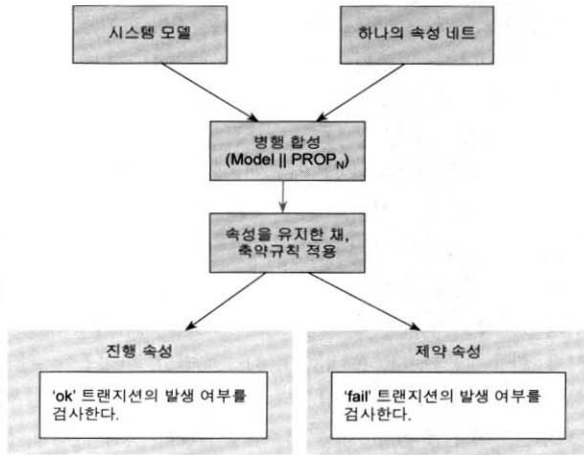 시스템 모델
하나의 속성 네트
병행 합성
(Model || PROP_N)
속성을 유지한 채,
축약규칙 적용
진행 속성
'ok' 트랜지션의 발생 여부를
검사한다.
제약 속성
'fail' 트랜지션의 발생 여부를
검사한다.